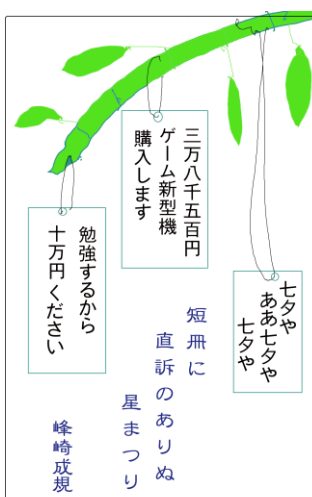 七夕や
ああ七夕や
七夕や
三万八千五百円
ゲーム新型機
購入します
勉強するから
十万円ください
短冊に
直訴のありぬ
星まつり
峰崎成規